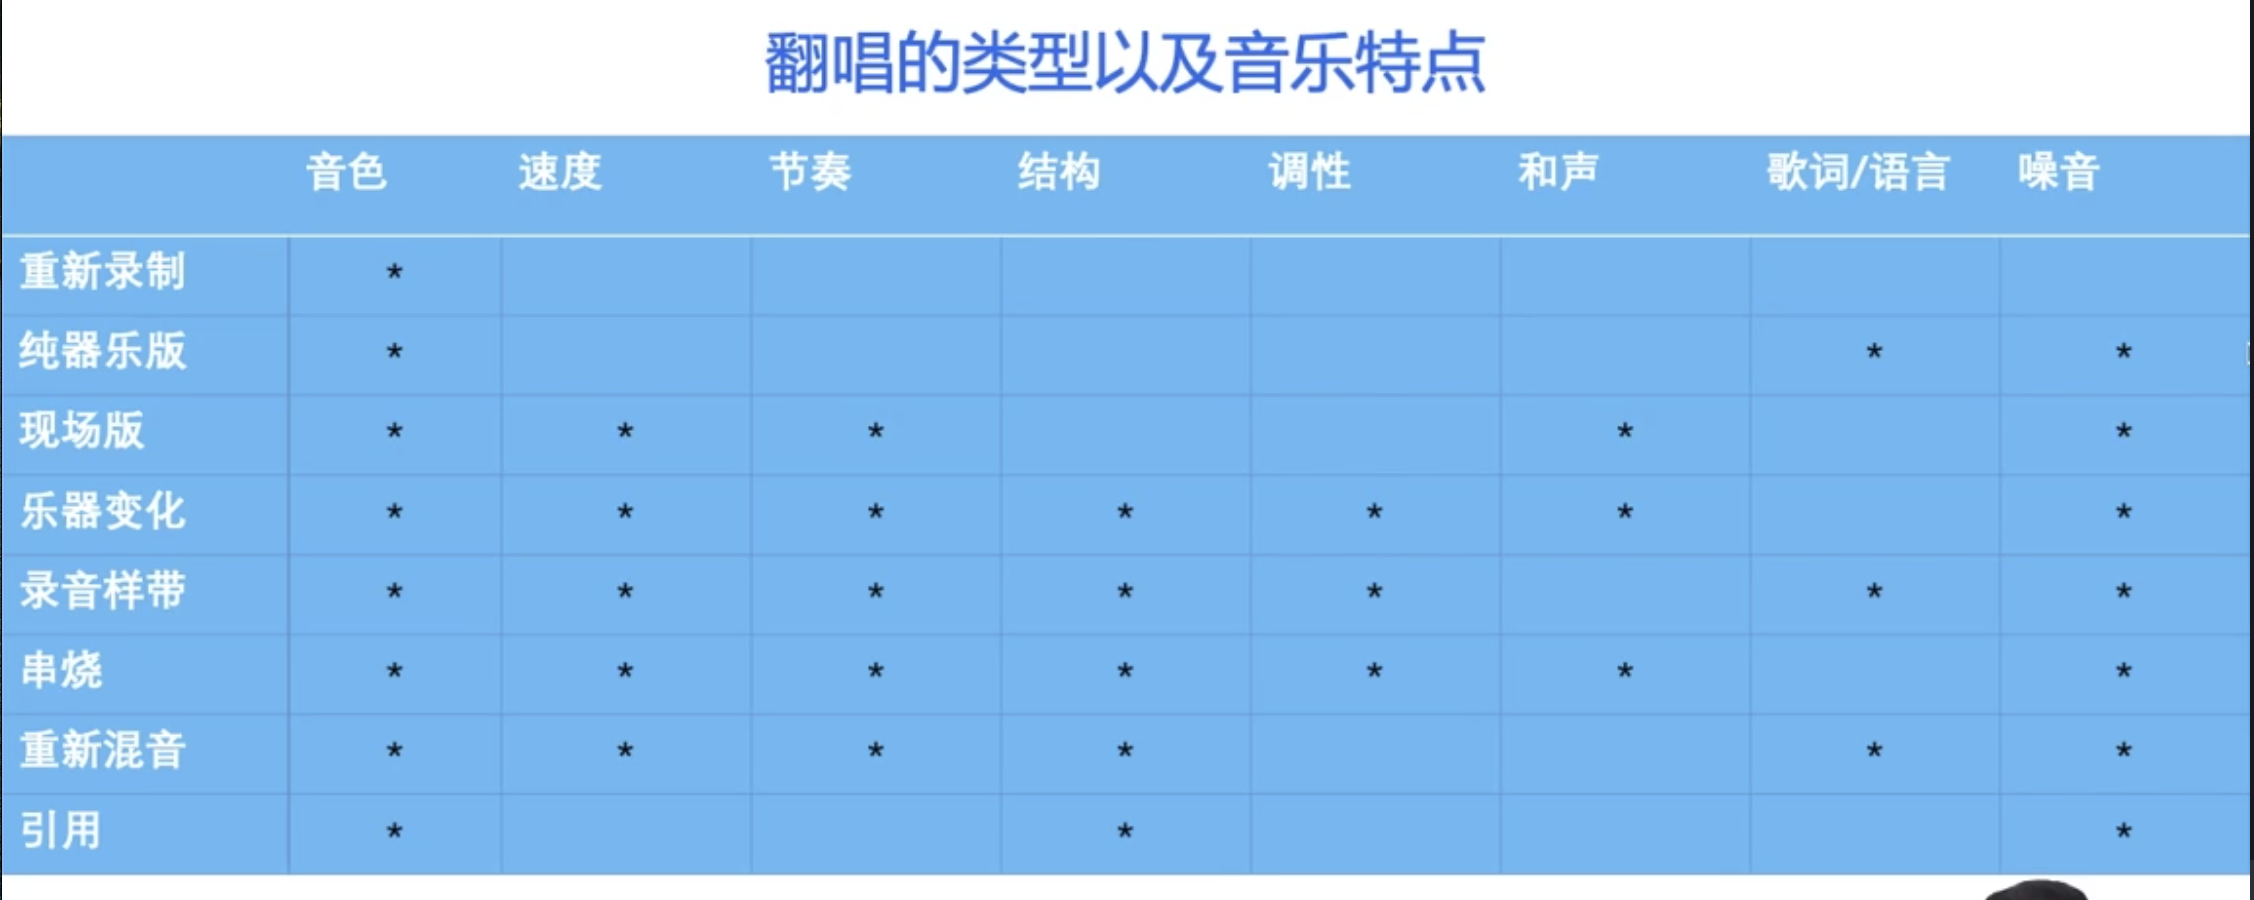 翻唱的类型以及音乐特点
音色 速度 节奏 结构 调性 和声 歌词/语言 噪音
重新录制 *
纯器乐版 * * *
现场版 * * * * *
乐器变化 * * * * * * *
录音样带 * * * * * * *
串烧 * * * * * * *
重新混音 * * * * * *
引用 * * *